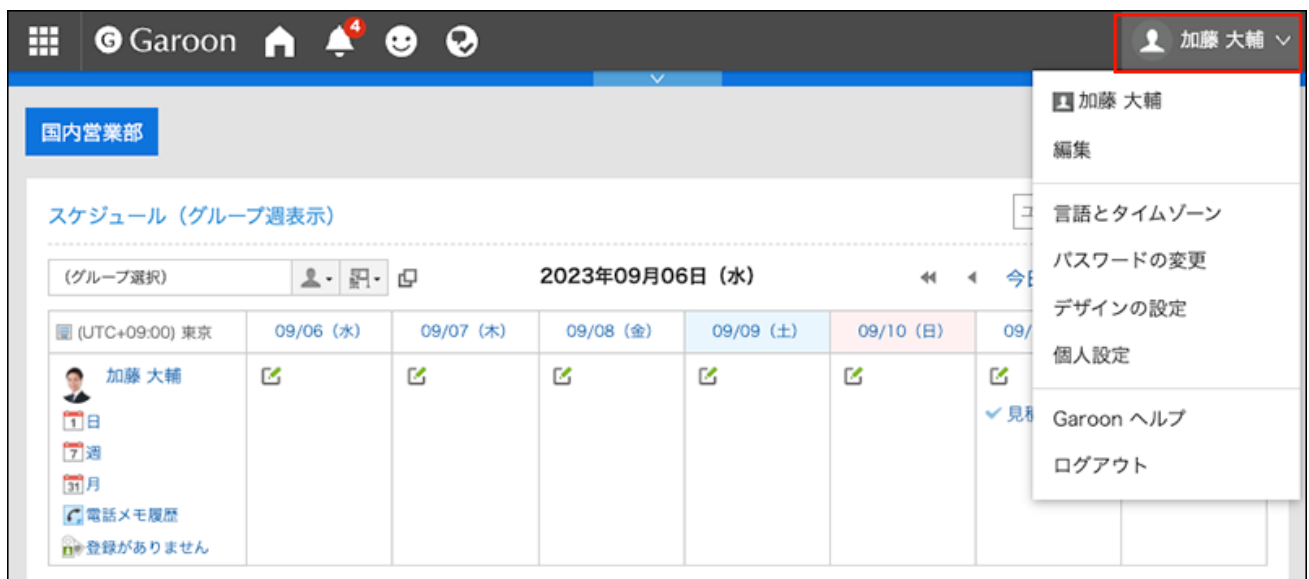 Garoon 4 加藤 大輔
加藤 大輔
編集
言語とタイムゾーン
パスワードの変更
デザインの設定
個人設定
Garoon ヘルプ
ログアウト
国内営業部
スケジュール（グループ週表示）
（グループ選択） 2023年09月06日（水）
(UTC+09:00) 東京 09/06（水） 09/07（木） 09/08（金） 09/09（土） 09/10（日） 09/
加藤 大輔
1 日
7 週
31 月
電話メモ履歴
登録がありません